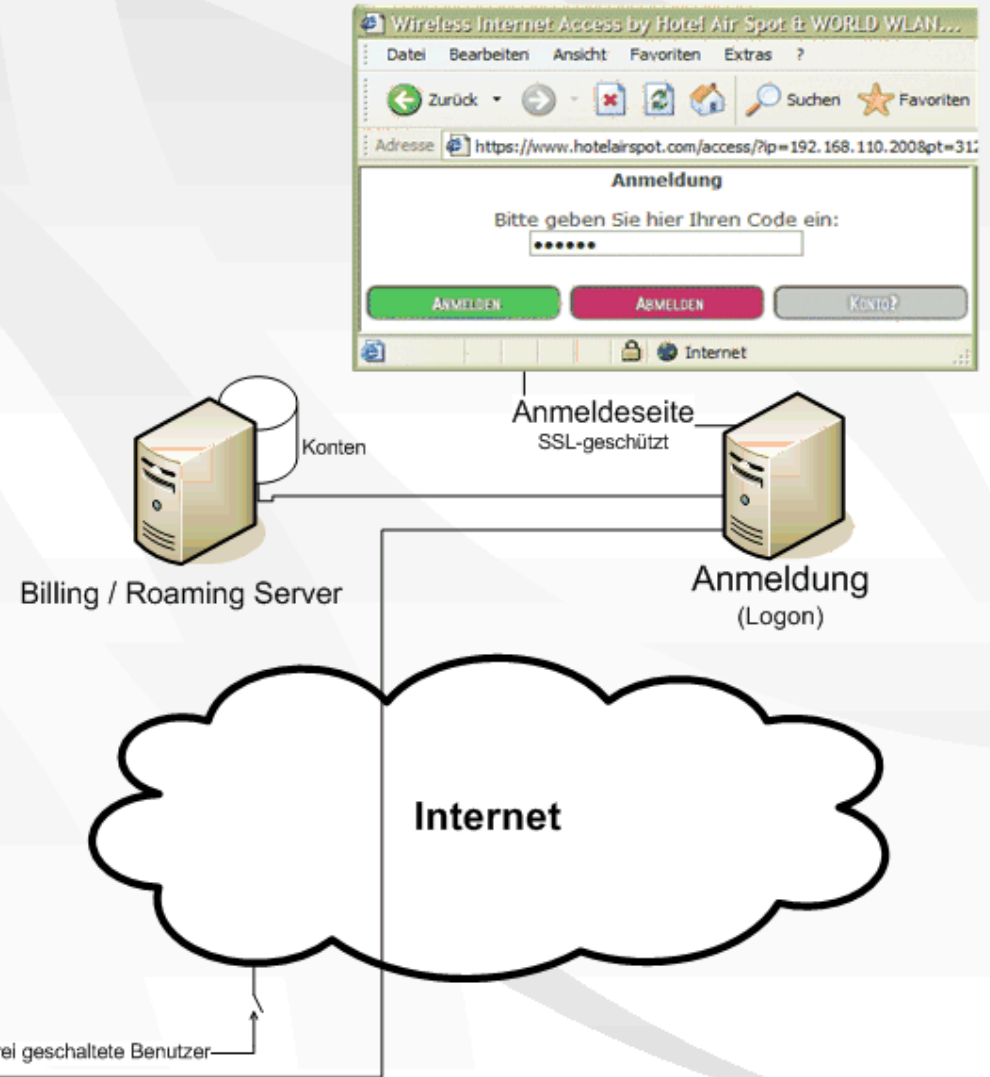 Wireless Internet Access by Hotel Air Spot & WORLD WLAN...
Datei Bearbeiten Ansicht Favoriten Extras ?
Zurück Suchen Favoriten
Adresse https://www.hotelairspot.com/access/?ip=192.168.110.200&pt=312
Anmeldung
Bitte geben Sie hier Ihren Code ein:
••••••
ANMELDEN ABMELDEN KONTO?
Internet
Anmeldeseite
SSL-geschützt
Konten
Billing / Roaming Server
Anmeldung
(Logon)
Internet
rei geschaltete Benutzer